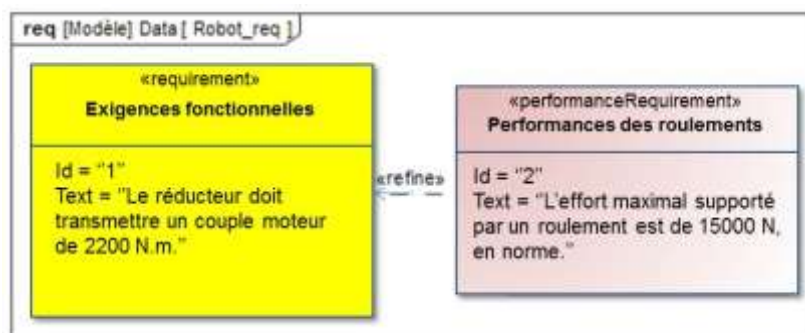 req [Modèle] Data [ Robot_req ]
«requirement»
Exigences fonctionnelles
Id = "1"
Text = "Le réducteur doit
transmettre un couple moteur
de 2200 N.m."
«refine»
«performanceRequirement»
Performances des roulements
Id = "2"
Text = "L'effort maximal supporté
par un roulement est de 15000 N,
en norme."